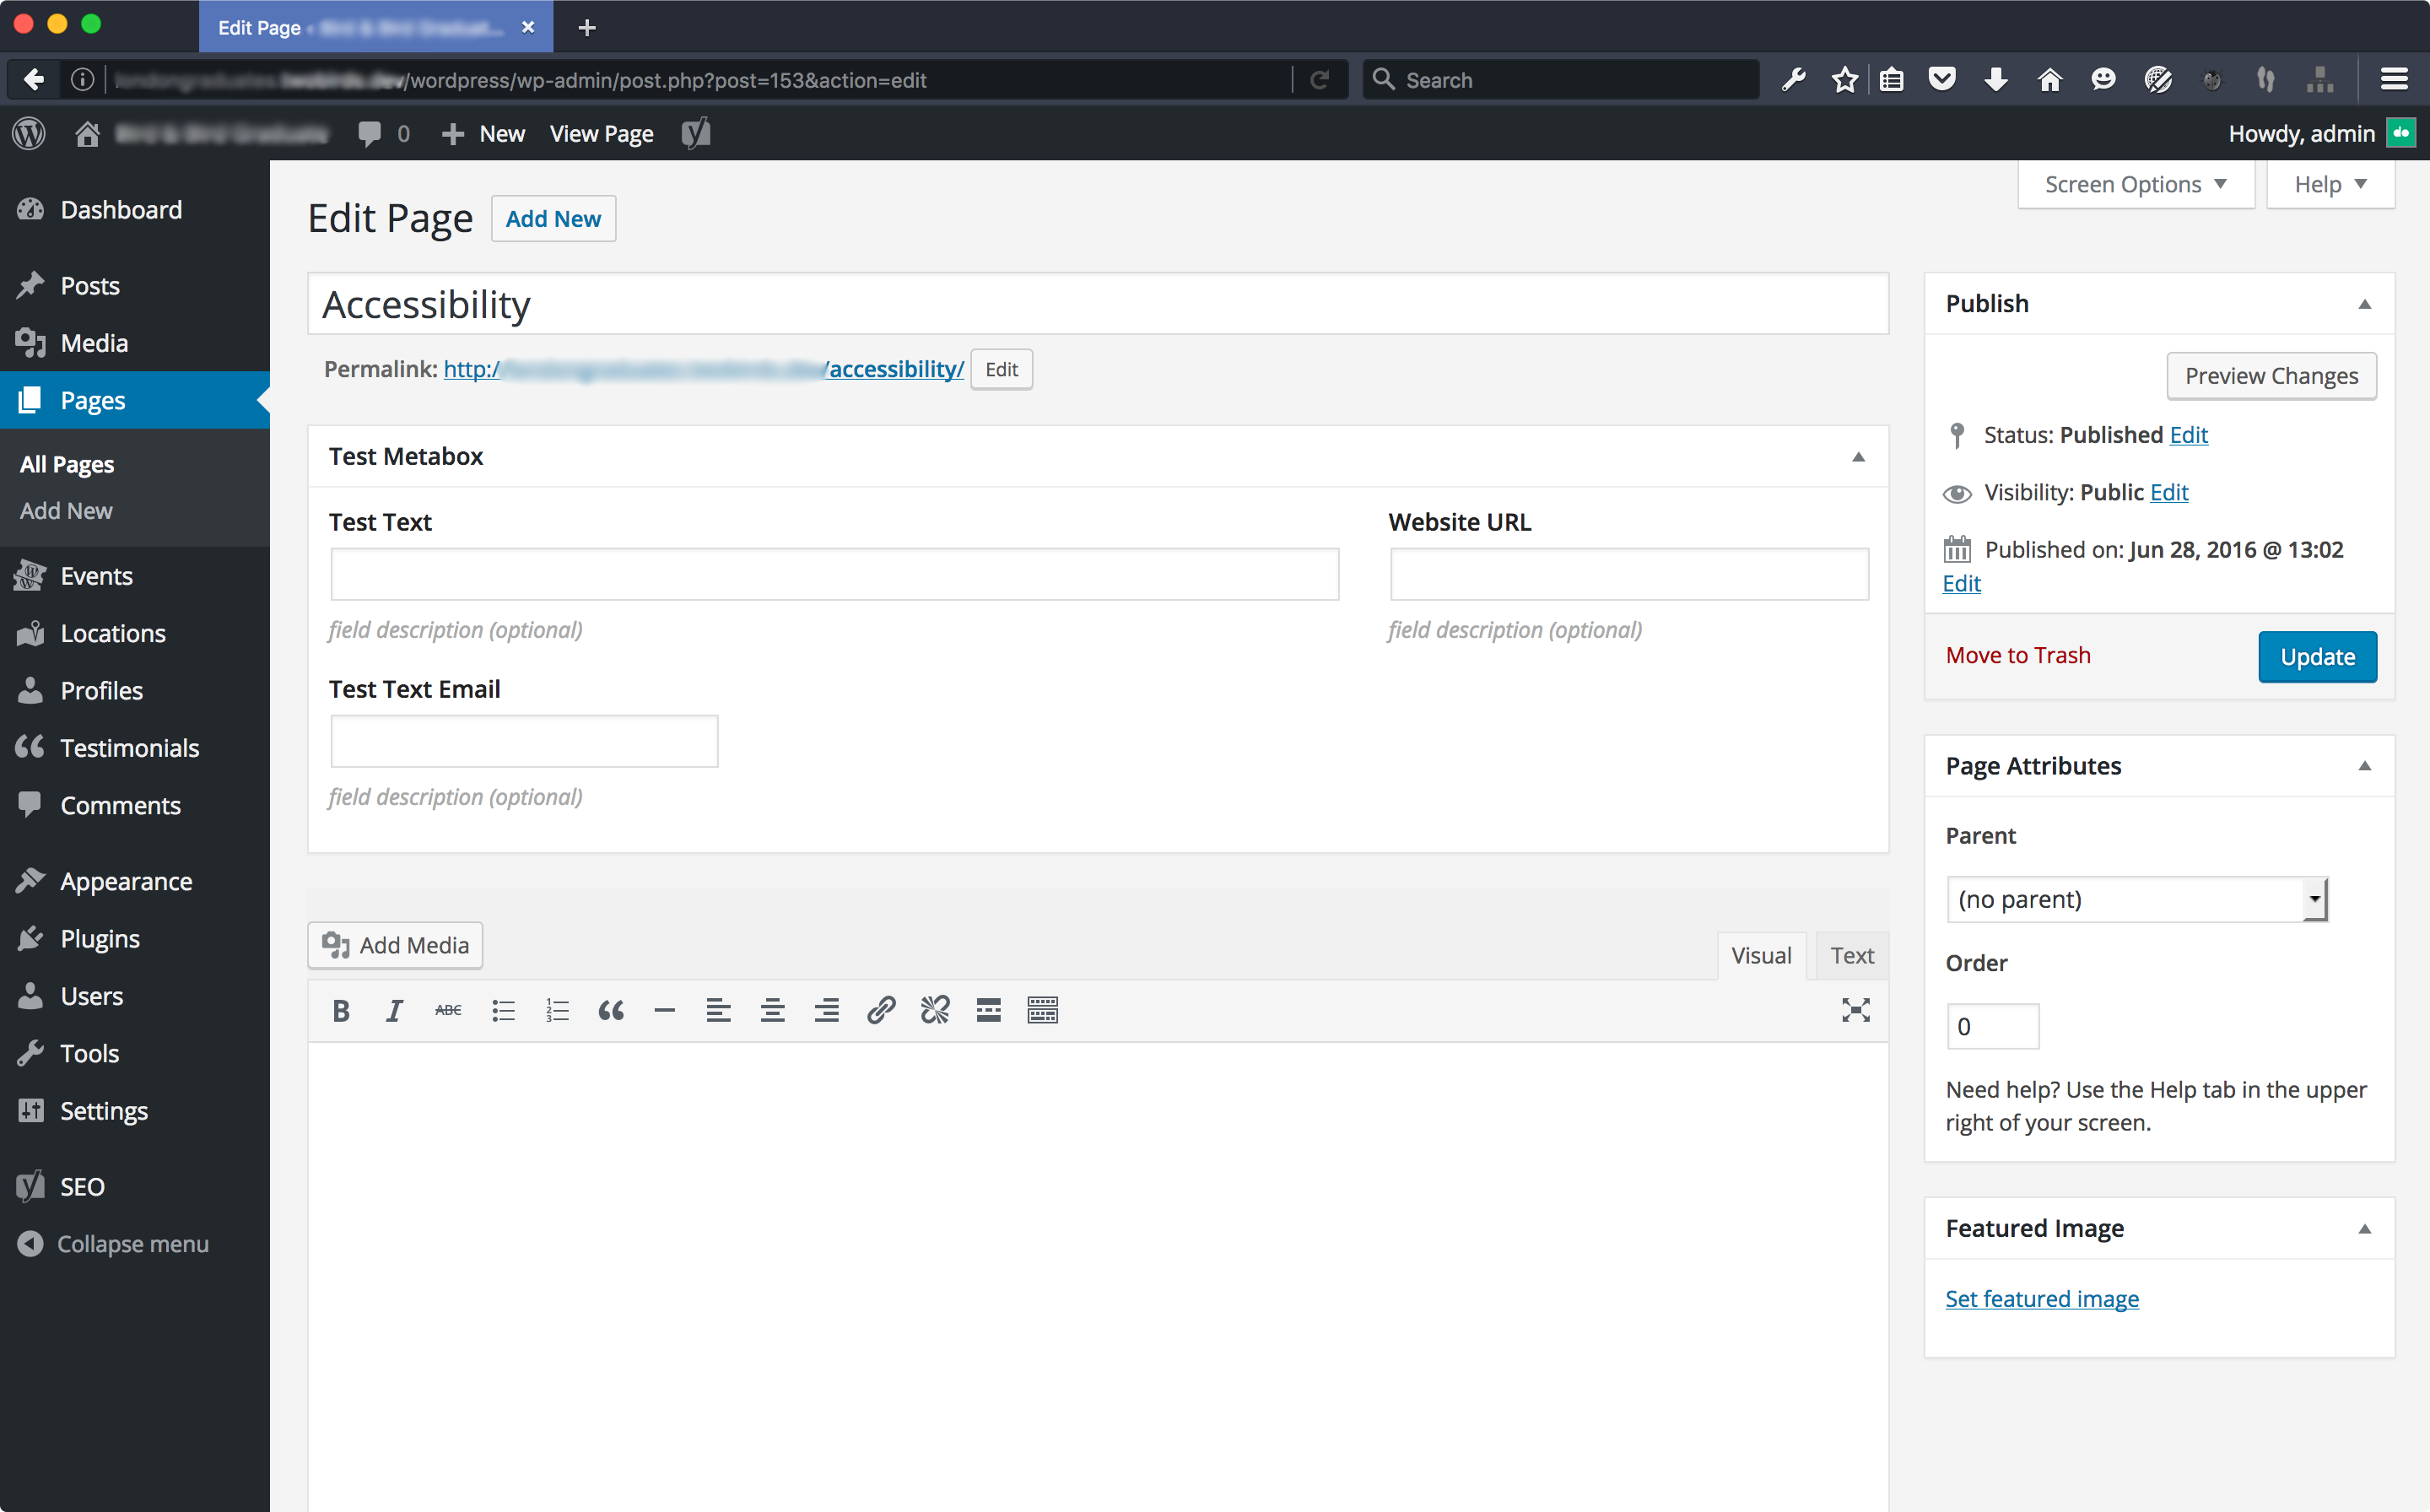 Edit Page
/wordpress/wp-admin/post.php?post=153&action=edit
Search
0
New
View Page
Howdy, admin
Dashboard
Posts
Media
Pages
All Pages
Add New
Events
Locations
Profiles
Testimonials
Comments
Appearance
Plugins
Users
Tools
Settings
SEO
Collapse menu
Screen Options
Help
Edit Page
Add New
Accessibility
Permalink: http:/ /accessibility/ Edit
Test Metabox
Test Text
field description (optional)
Website URL
field description (optional)
Test Text Email
field description (optional)
Add Media
Visual
Text
B I ABC
Publish
Preview Changes
Status: Published Edit
Visibility: Public Edit
Published on: Jun 28, 2016 @ 13:02
Edit
Move to Trash
Update
Page Attributes
Parent
(no parent)
Order
0
Need help? Use the Help tab in the upper
right of your screen.
Featured Image
Set featured image